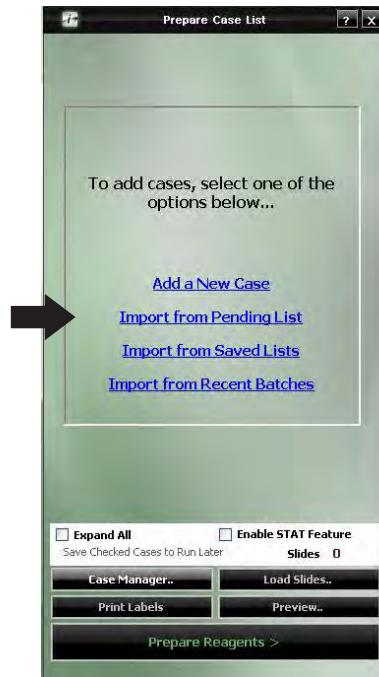 Prepare Case List
? X
To add cases, select one of the
options below...
Add a New Case
Import from Pending List
Import from Saved Lists
Import from Recent Batches
Expand All Enable STAT Feature
Save Checked Cases to Run Later Slides 0
Case Manager.. Load Slides..
Print Labels Preview..
Prepare Reagents >